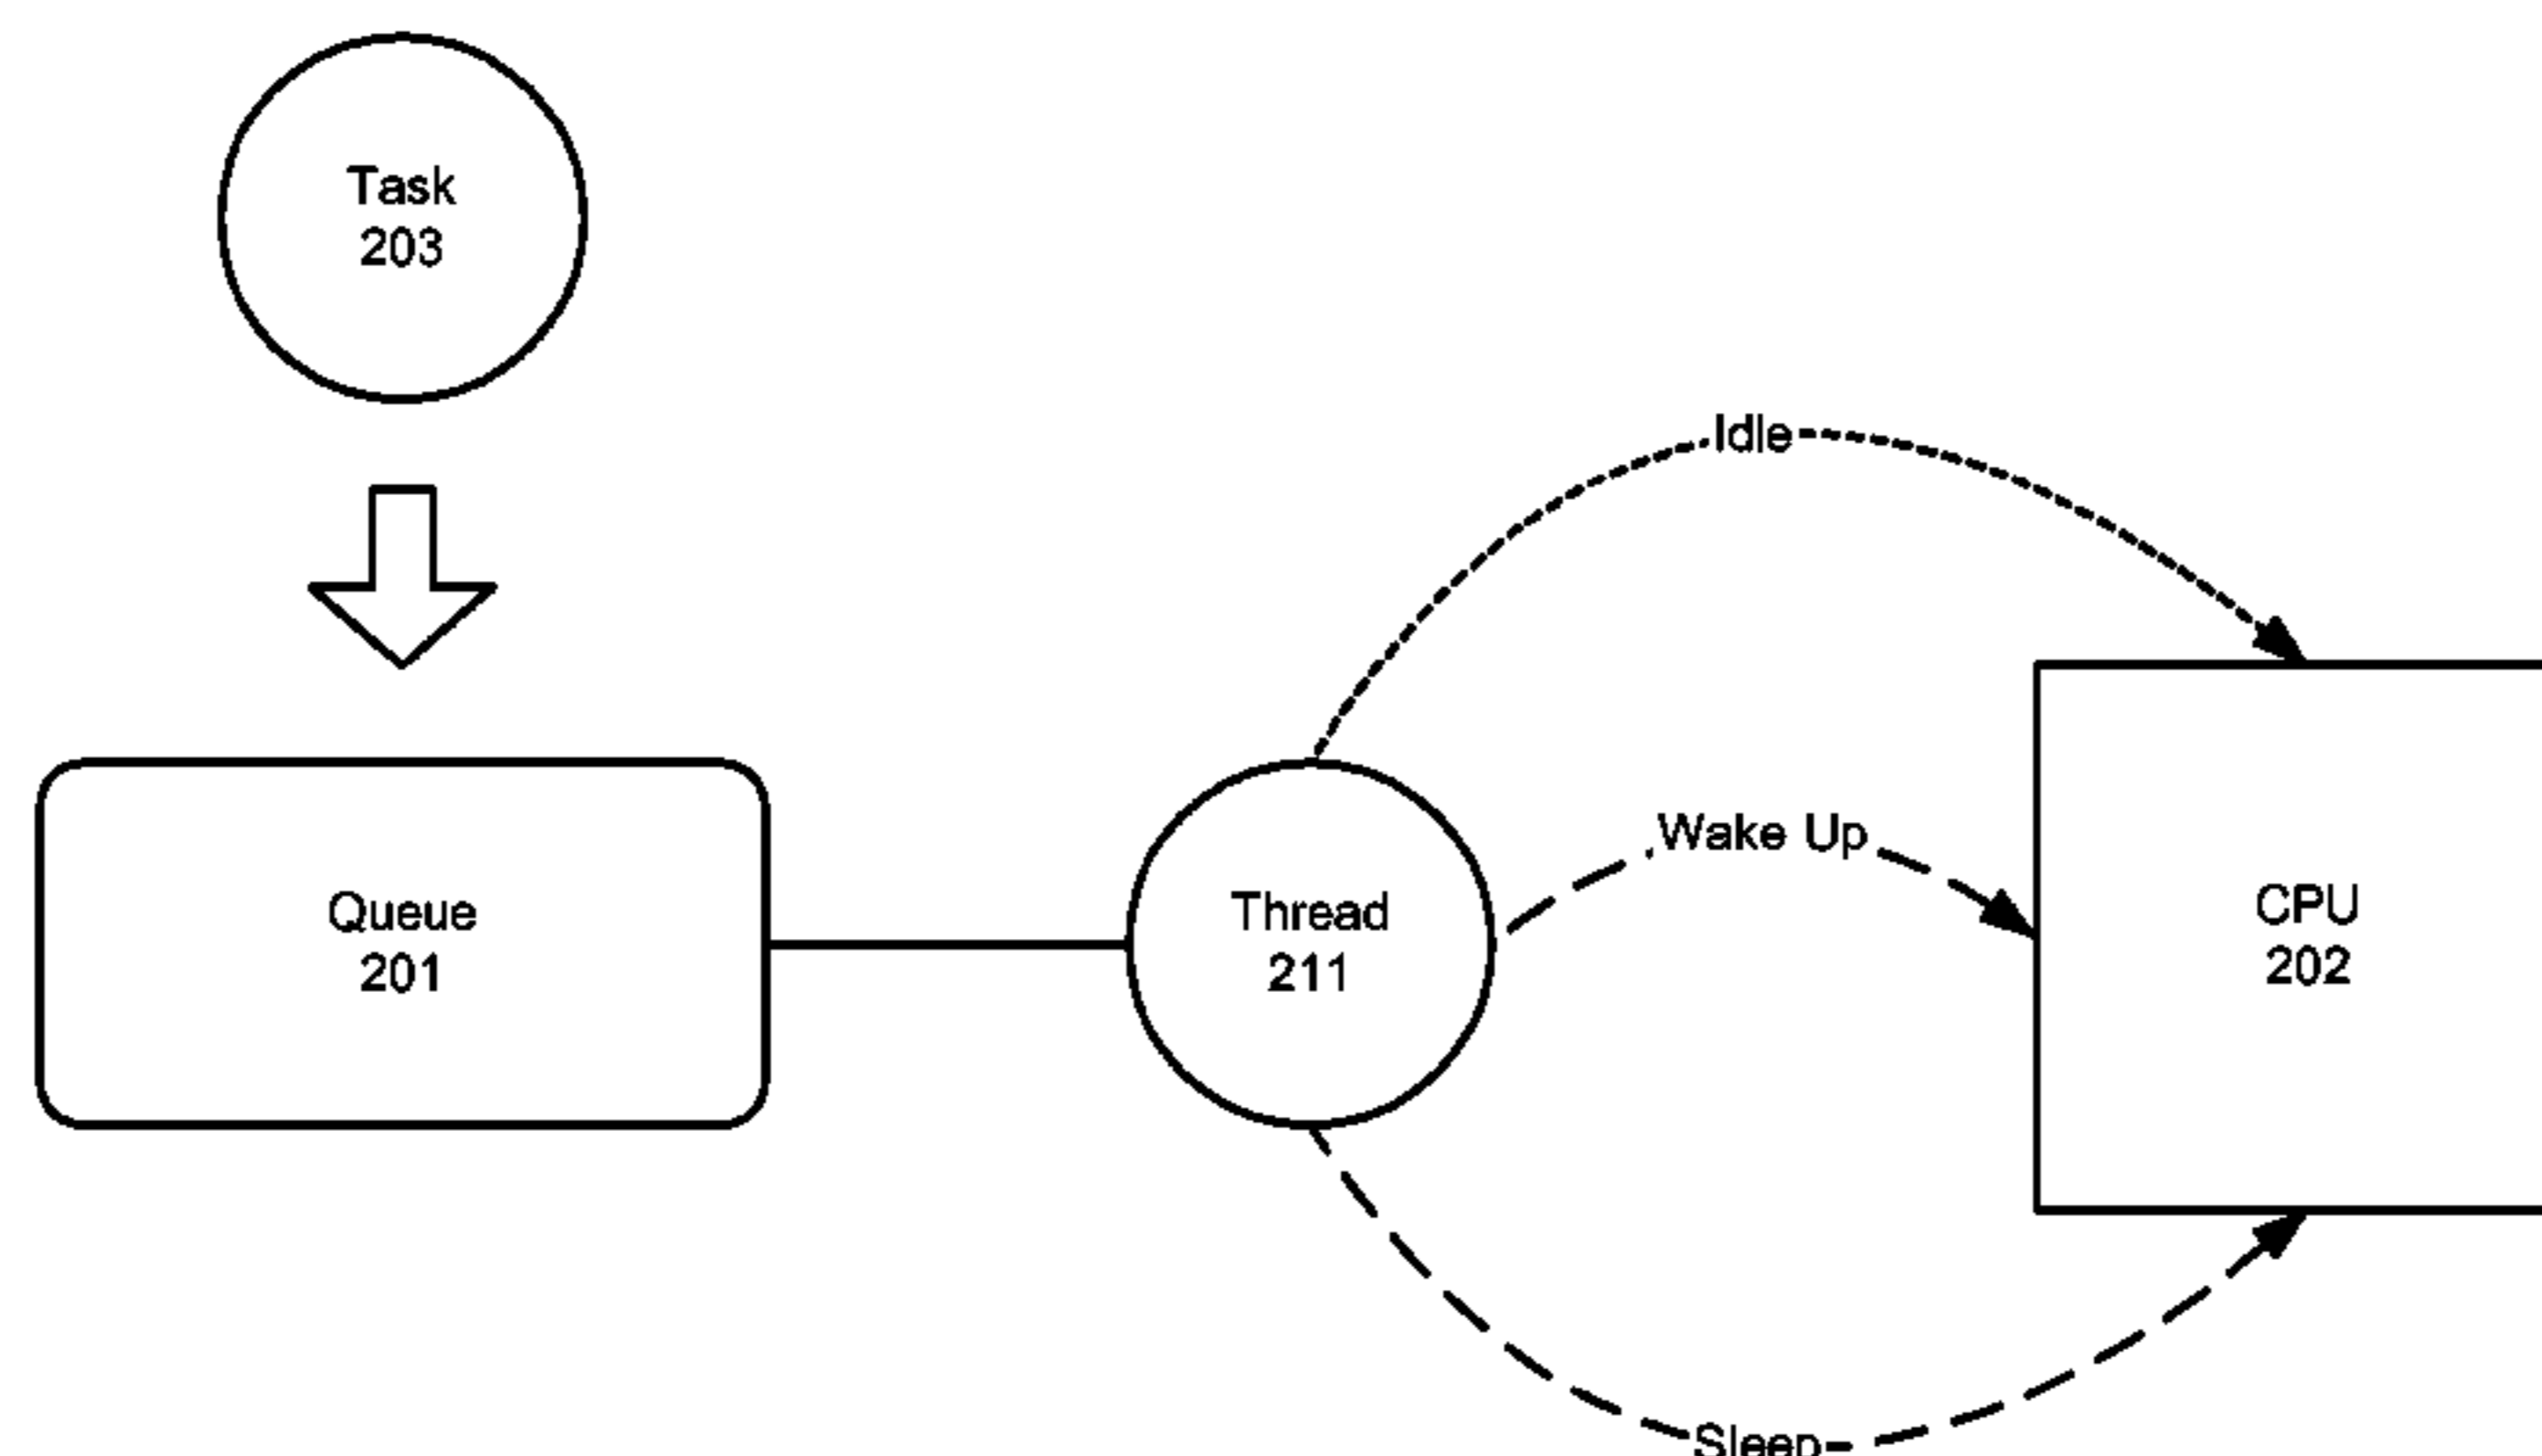 Task
203
Idle
Wake Up
Queue
201
Thread
211
CPU
202
Sleep